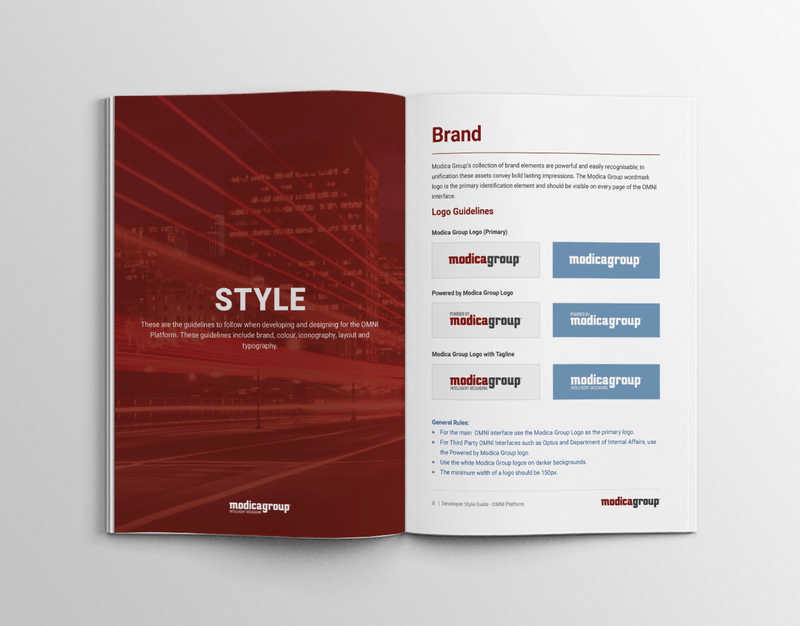 STYLE
These are the guidelines to follow when developing and designing for the OMNI
Platform. These guidelines include brand, colour, iconography, layout and
typography.
modicagroup
INTELLIGENT MESSAGING
Brand
Modica Group's collection of brand elements are powerful and easily recognisable; in
unification these assets convey bold lasting impressions. The Modica Group wordmark
logo is the primary identification element and should be visible on every page of the OMNI
interface.
Logo Guidelines
Modica Group Logo (Primary)
modicagroup
modicagroup
Powered by Modica Group Logo
POWERED BY
modicagroup
POWERED BY
modicagroup
Modica Group Logo with Tagline
modicagroup
INTELLIGENT MESSAGING
modicagroup
INTELLIGENT MESSAGING
General Rules:
• For the main OMNI interface use the Modica Group Logo as the primary logo.
• For Third Party OMNI Interfaces such as Optus and Department of Internal Affairs, use
the Powered by Modica Group logo.
• Use the white Modica Group logos on darker backgrounds.
• The minimum width of a logo should be 150px.
8 | Developer Style Guide - OMNI Platform
modicagroup